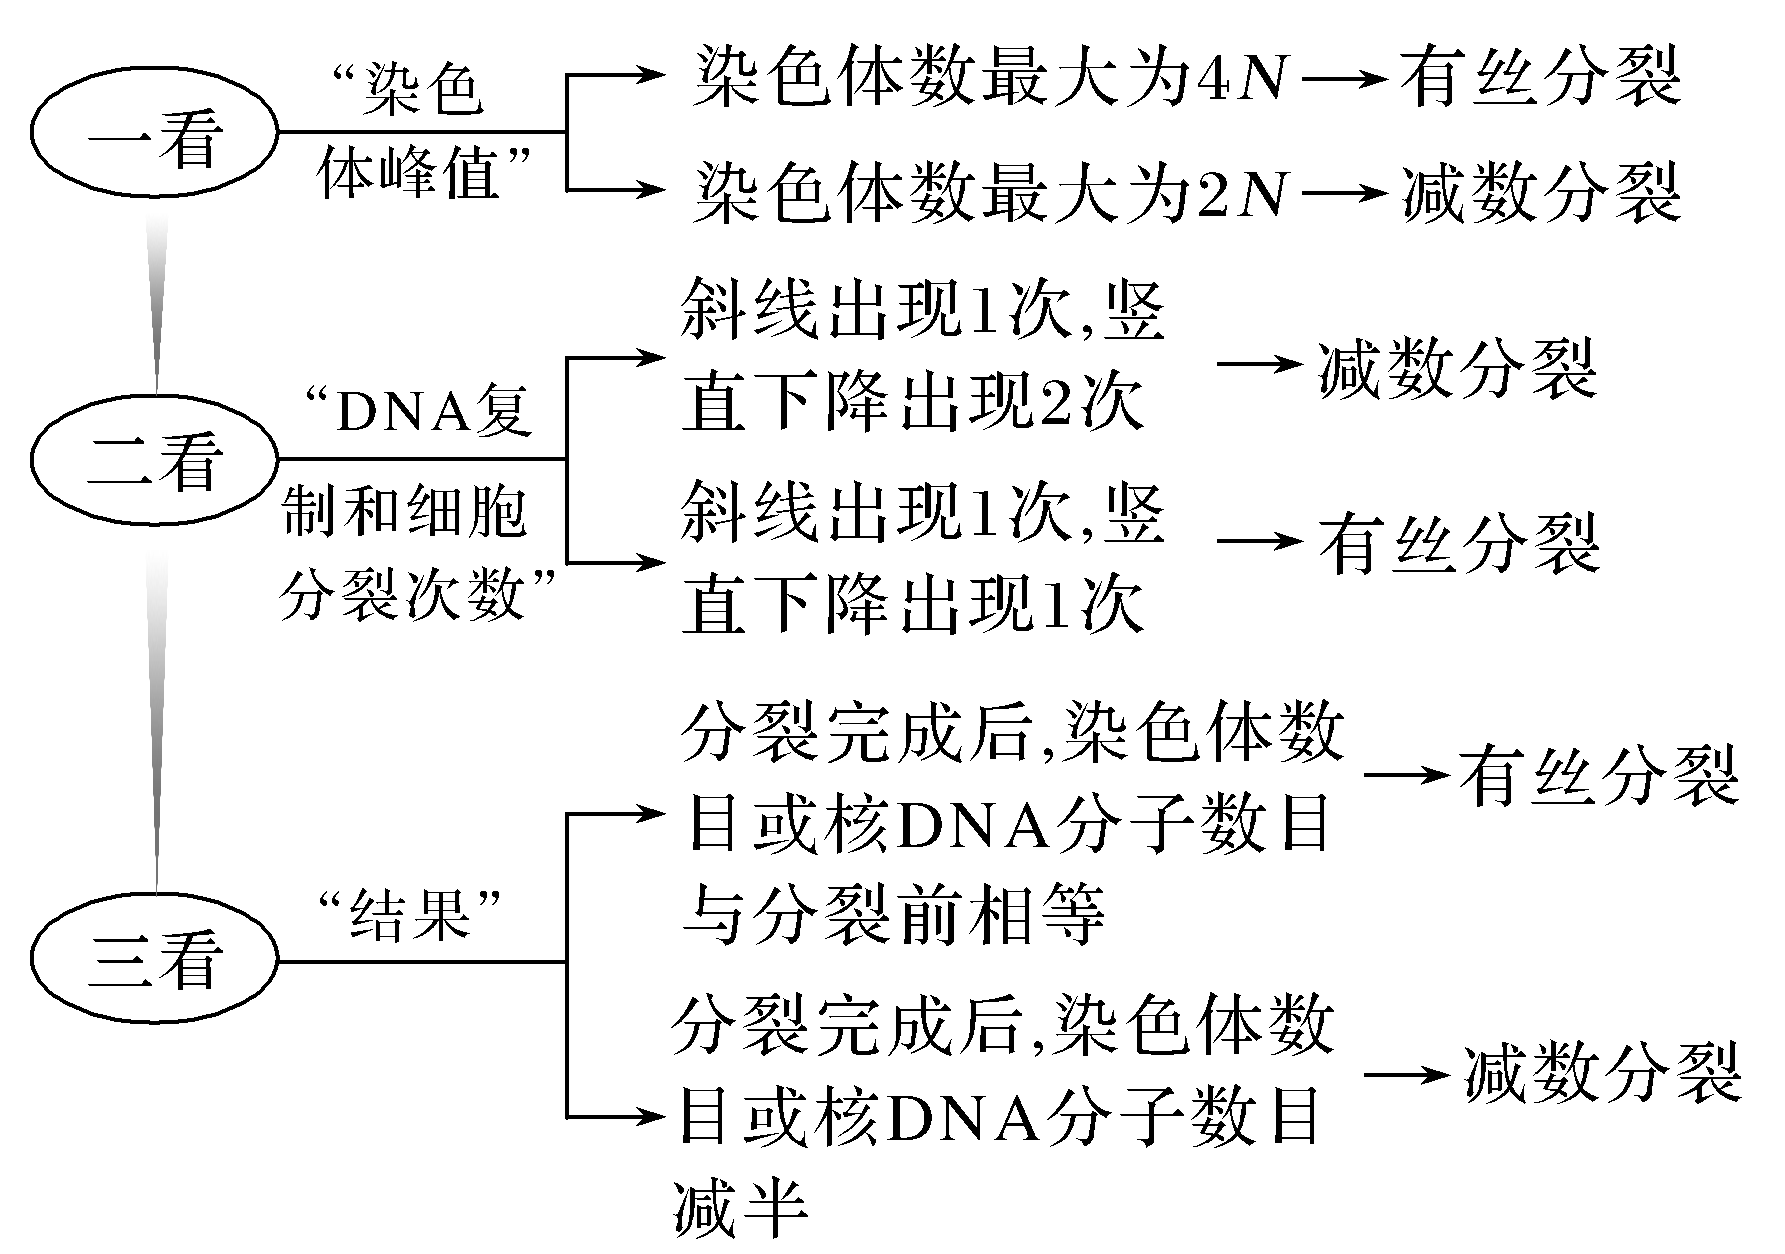 一看
“染色
体峰值”
染色体数最大为4N
有丝分裂
染色体数最大为2N
减数分裂
二看
“DNA复
制和细胞
分裂次数”
斜线出现1次,竖
直下降出现2次
减数分裂
斜线出现1次,竖
直下降出现1次
有丝分裂
三看
“结果”
分裂完成后,染色体数
目或核DNA分子数目
与分裂前相等
有丝分裂
分裂完成后,染色体数
目或核DNA分子数目
减半
减数分裂